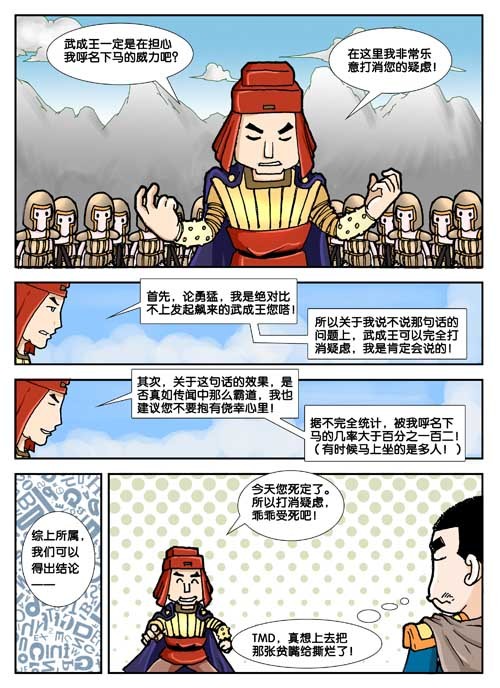 武成王一定是在担心
我呼名下马的威力吧？
在这里我非常乐
意打消您的疑虑！
首先，论勇猛，我是绝对比
不上发起飙来的武成王您嗒！
所以关于我说不说那句话的
问题上，武成王可以完全打
消疑虑，我是肯定会说的！
其次，关于这句话的效果，是
否真如传闻中那么霸道，我也
建议您不要抱有侥幸心里！
据不完全统计，被我呼名下
马的几率大于百分之一百二！
（有时候马上坐的是多人！）
综上所属，
我们可以
得出结论
——
今天您死定了。
所以打消疑虑，
乖乖受死吧！
TMD，真想上去把
那张贫嘴给撕烂了！